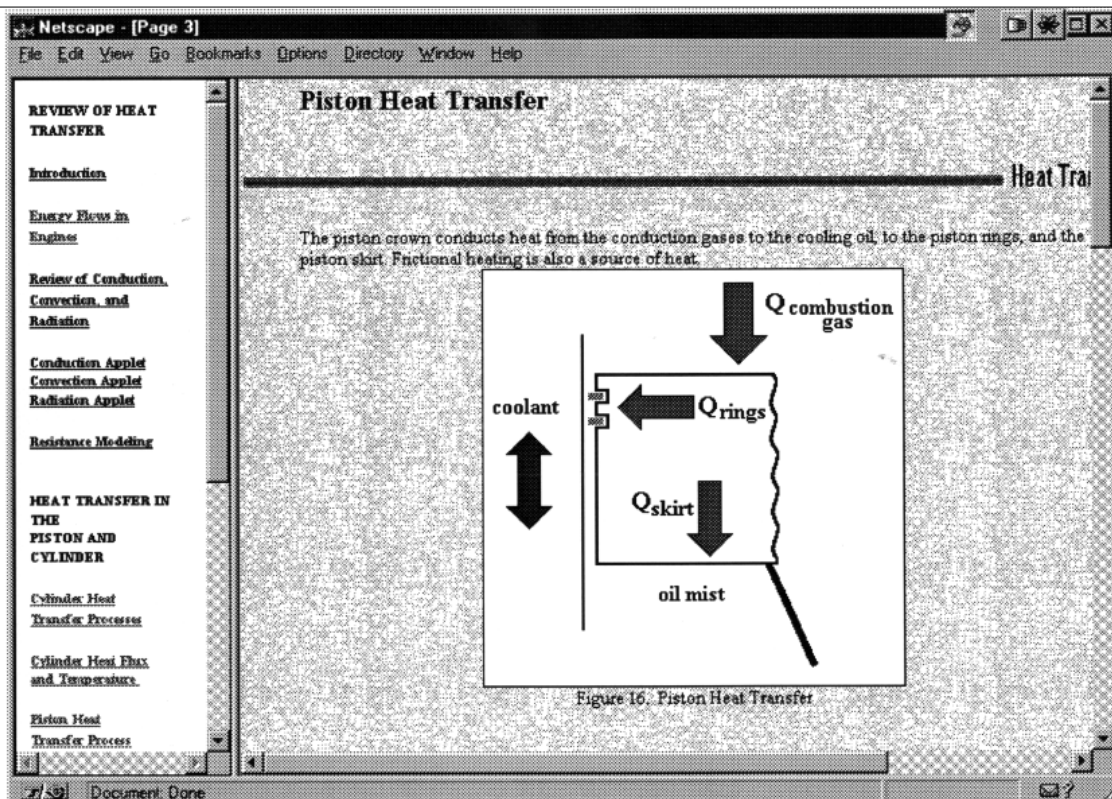 Netscape - [Page 3]
File Edit View Go Bookmarks Options Directory Window Help
REVIEW OF HEAT
TRANSFER
Introduction
Energy Flows in
Engines
Review of Conduction,
Convection, and
Radiation
Conduction Applet
Convection Applet
Radiation Applet
Resistance Modeling
HEAT TRANSFER IN
THE
PISTON AND
CYLINDER
Cylinder Heat
Transfer Processes
Cylinder Heat Flux
and Temperature
Piston Heat
Transfer Process
Piston Heat Transfer
Heat Tra
The piston crown conducts heat from the conduction gases to the cooling oil, to the piston rings, and the
piston skirt. Frictional heating is also a source of heat.
Q combustion
gas
coolant
Q rings
Q skirt
oil mist
Figure 16. Piston Heat Transfer
Document: Done